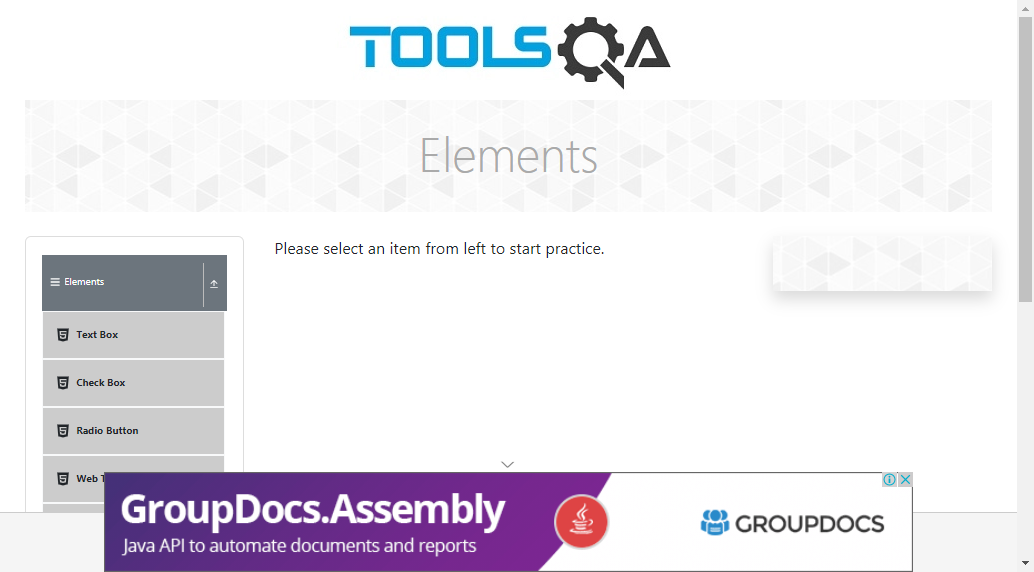 TOOLSQA
Elements
Please select an item from left to start practice.
Elements
Text Box
Check Box
Radio Button
Web T
GroupDocs.Assembly
Java API to automate documents and reports
GROUPDOCS